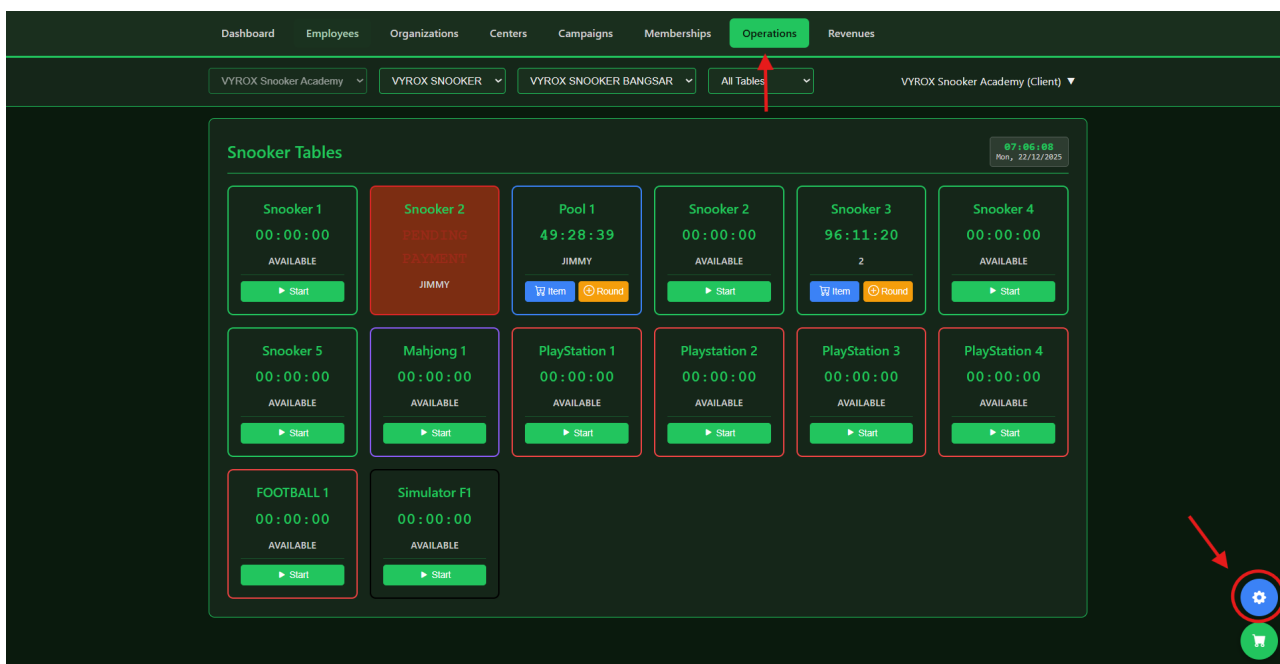 Dashboard Employees Organizations Centers Campaigns Memberships Operations Revenues
VYROX Snooker Academy VYROX SNOOKER VYROX SNOOKER BANGSAR All Tables VYROX Snooker Academy (Client) ▼
Snooker Tables
07:06:08
Mon, 22/12/2025
Snooker 1
00:00:00
AVAILABLE
Start
Snooker 2
PENDING
PAYMENT
JIMMY
Pool 1
49:28:39
JIMMY
Item Round
Snooker 2
00:00:00
AVAILABLE
Start
Snooker 3
96:11:20
2
Item Round
Snooker 4
00:00:00
AVAILABLE
Start
Snooker 5
00:00:00
AVAILABLE
Start
Mahjong 1
00:00:00
AVAILABLE
Start
PlayStation 1
00:00:00
AVAILABLE
Start
Playstation 2
00:00:00
AVAILABLE
Start
PlayStation 3
00:00:00
AVAILABLE
Start
PlayStation 4
00:00:00
AVAILABLE
Start
FOOTBALL 1
00:00:00
AVAILABLE
Start
Simulator F1
00:00:00
AVAILABLE
Start